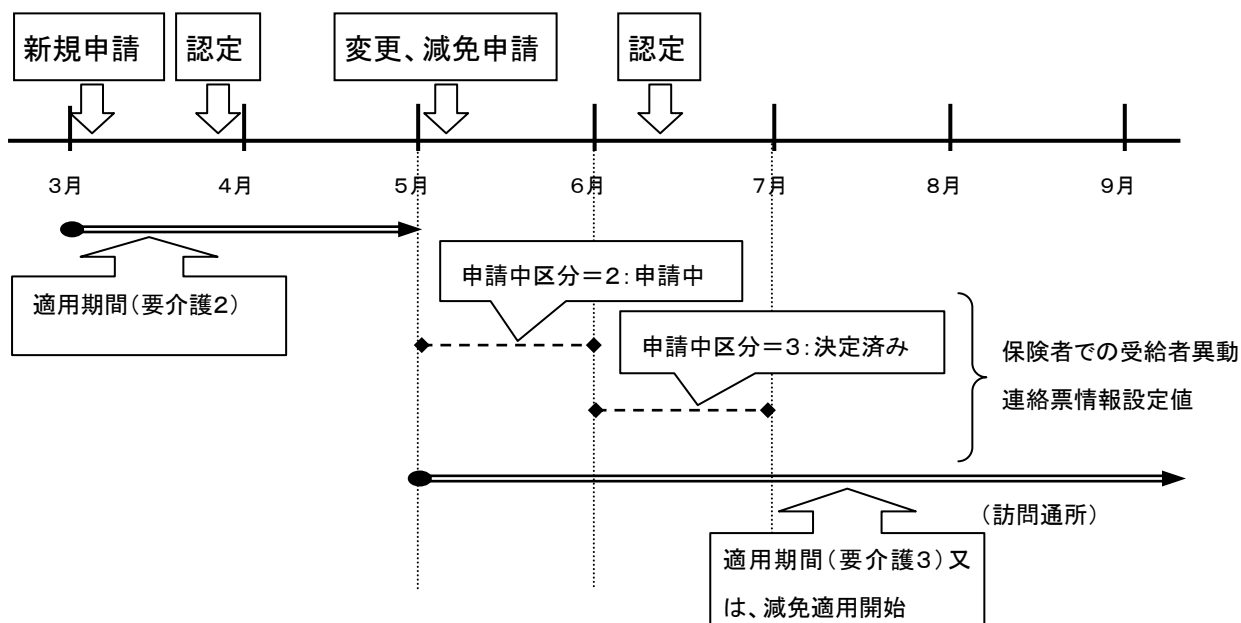 新規申請
認定
変更、減免申請
認定
3月
4月
5月
6月
7月
8月
9月
適用期間（要介護2）
申請中区分＝2：申請中
申請中区分＝3：決定済み
保険者での受給者異動
連絡票情報設定値
（訪問通所）
適用期間（要介護3）又
は、減免適用開始